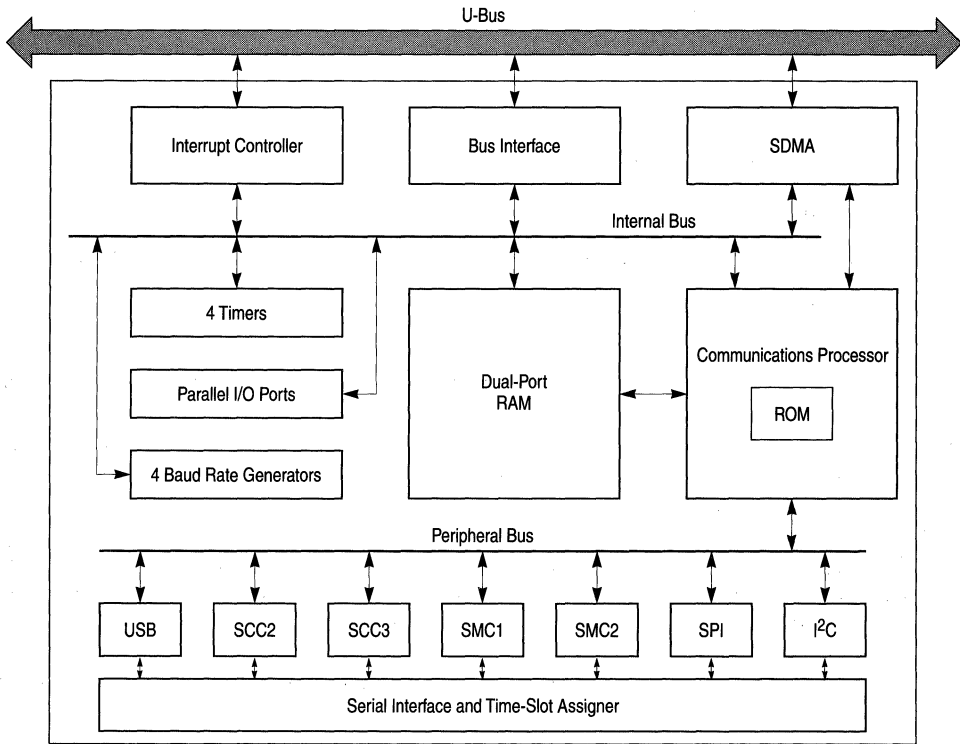 U-Bus
Interrupt Controller
Bus Interface
SDMA
Internal Bus
4 Timers
Parallel I/O Ports
4 Baud Rate Generators
Dual-Port
RAM
Communications Processor
ROM
Peripheral Bus
USB
SCC2
SCC3
SMC1
SMC2
SPI
I²C
Serial Interface and Time-Slot Assigner